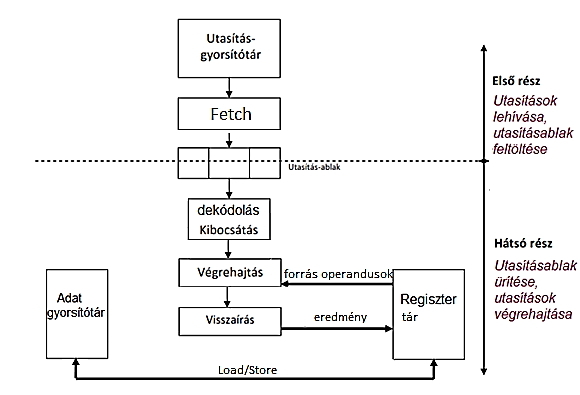 Utasítás-
gyorsítótár
Fetch
Utasítás-ablak
dekódolás
Kibocsátás
Végrehajtás
forrás operandusok
Visszaírás
eredmény
Adat
gyorsítótár
Regiszter
tár
Load/Store
Első rész
Utasítások
lehívása,
utasításablak
feltöltése
Hátsó rész
Utasításablak
ürítése,
utasítások
végrehajtása